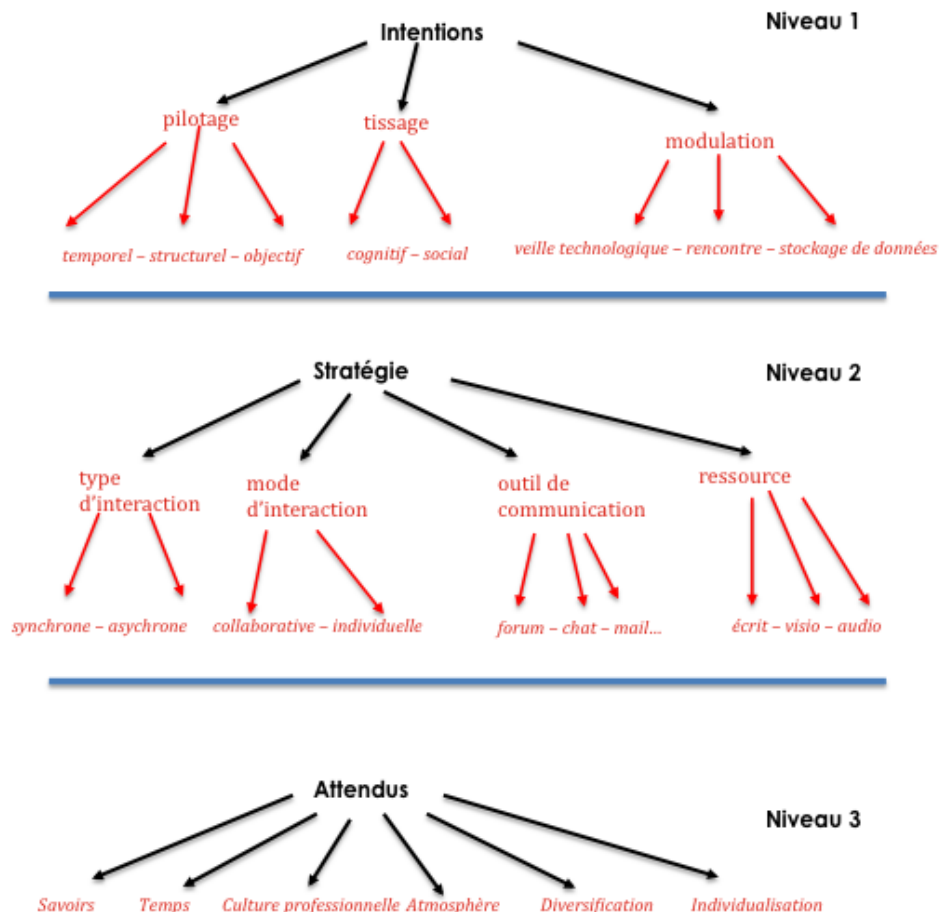 Intentions
Niveau 1
pilotage
tissage
modulation
temporel – structurel – objectif
cognitif – social
veille technologique – rencontre – stockage de données
Stratégie
Niveau 2
type
d'interaction
mode
d'interaction
outil de
communication
ressource
synchrone – asychrone
collaborative – individuelle
forum – chat – mail...
écrit – visio – audio
Attendus
Niveau 3
Savoirs
Temps
Culture professionnelle
Atmosphère
Diversification
Individualisation